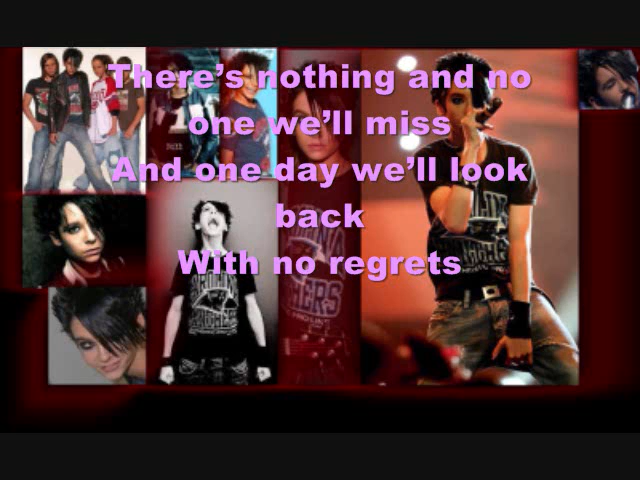 There's nothing and no
one we'll miss
And one day we'll look
back
With no regrets